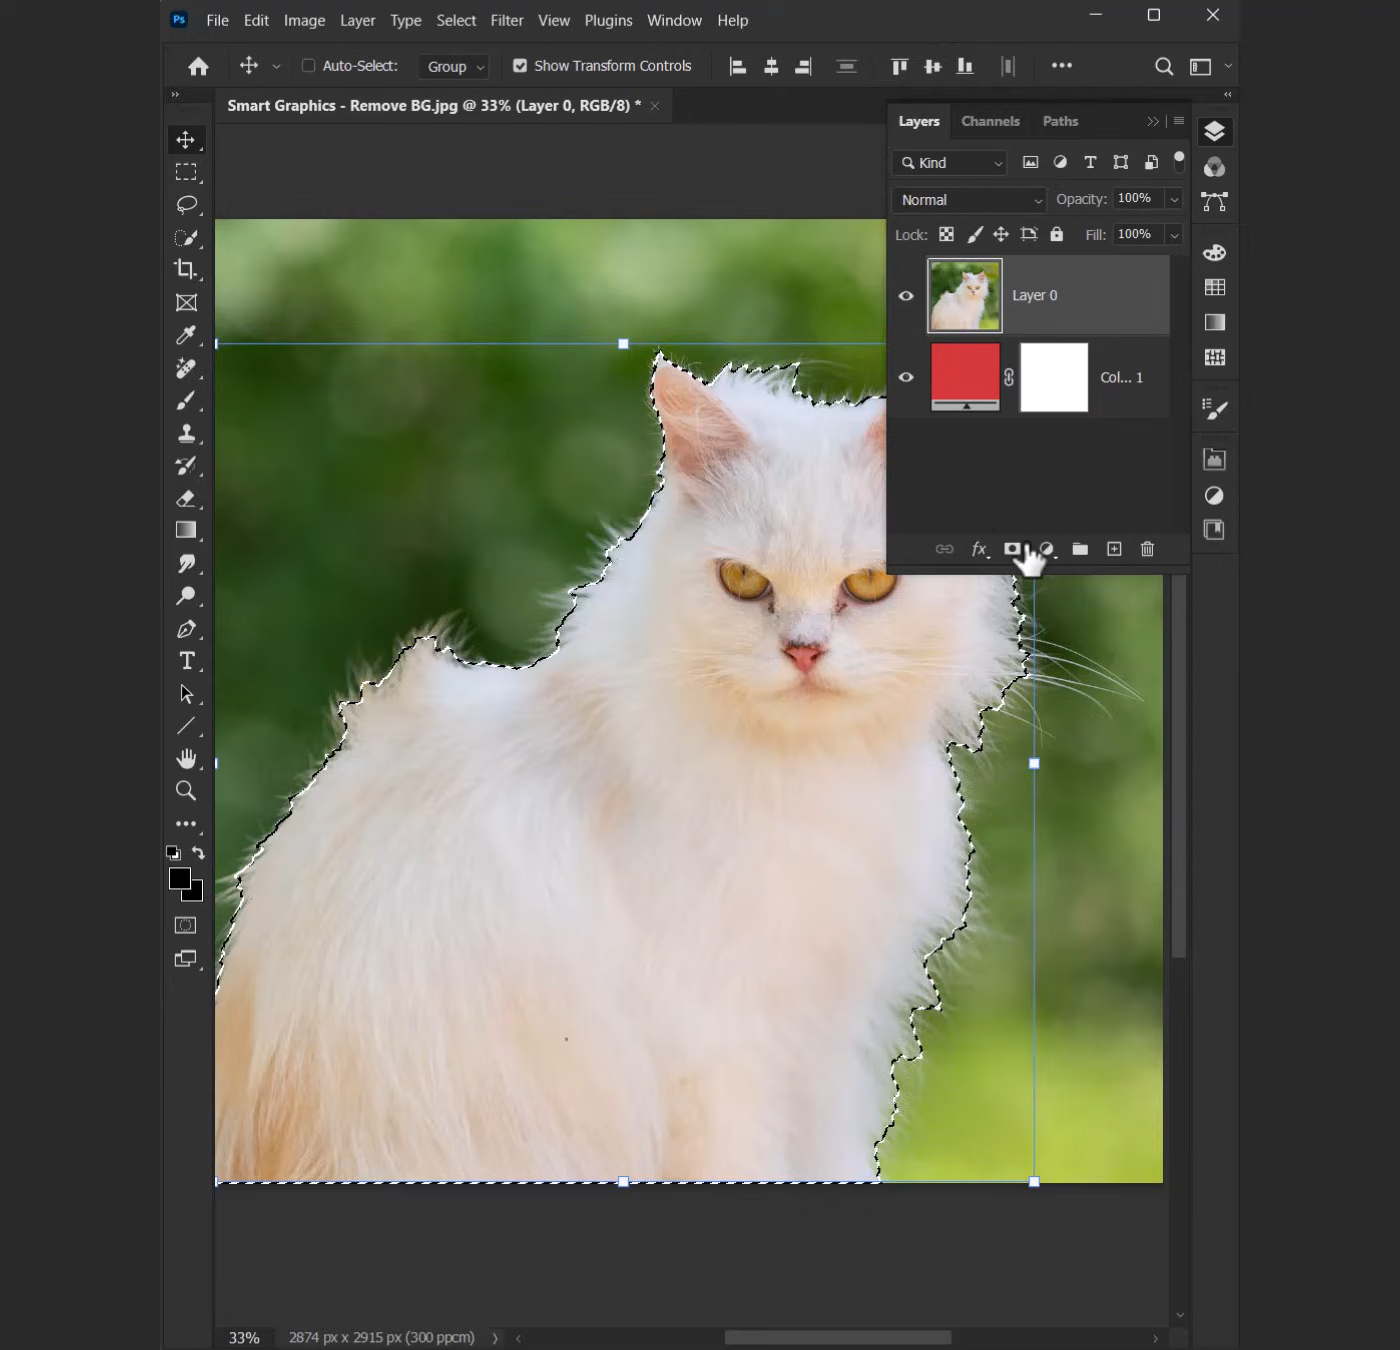 Ps File Edit Image Layer Type Select Filter View Plugins Window Help
Auto-Select: Group Show Transform Controls
Smart Graphics - Remove BG.jpg @ 33% (Layer 0, RGB/8) *
Layers Channels Paths
Kind
Normal Opacity: 100%
Lock: Fill: 100%
Layer 0
Col... 1
fx
33% 2874 px x 2915 px (300 ppcm)